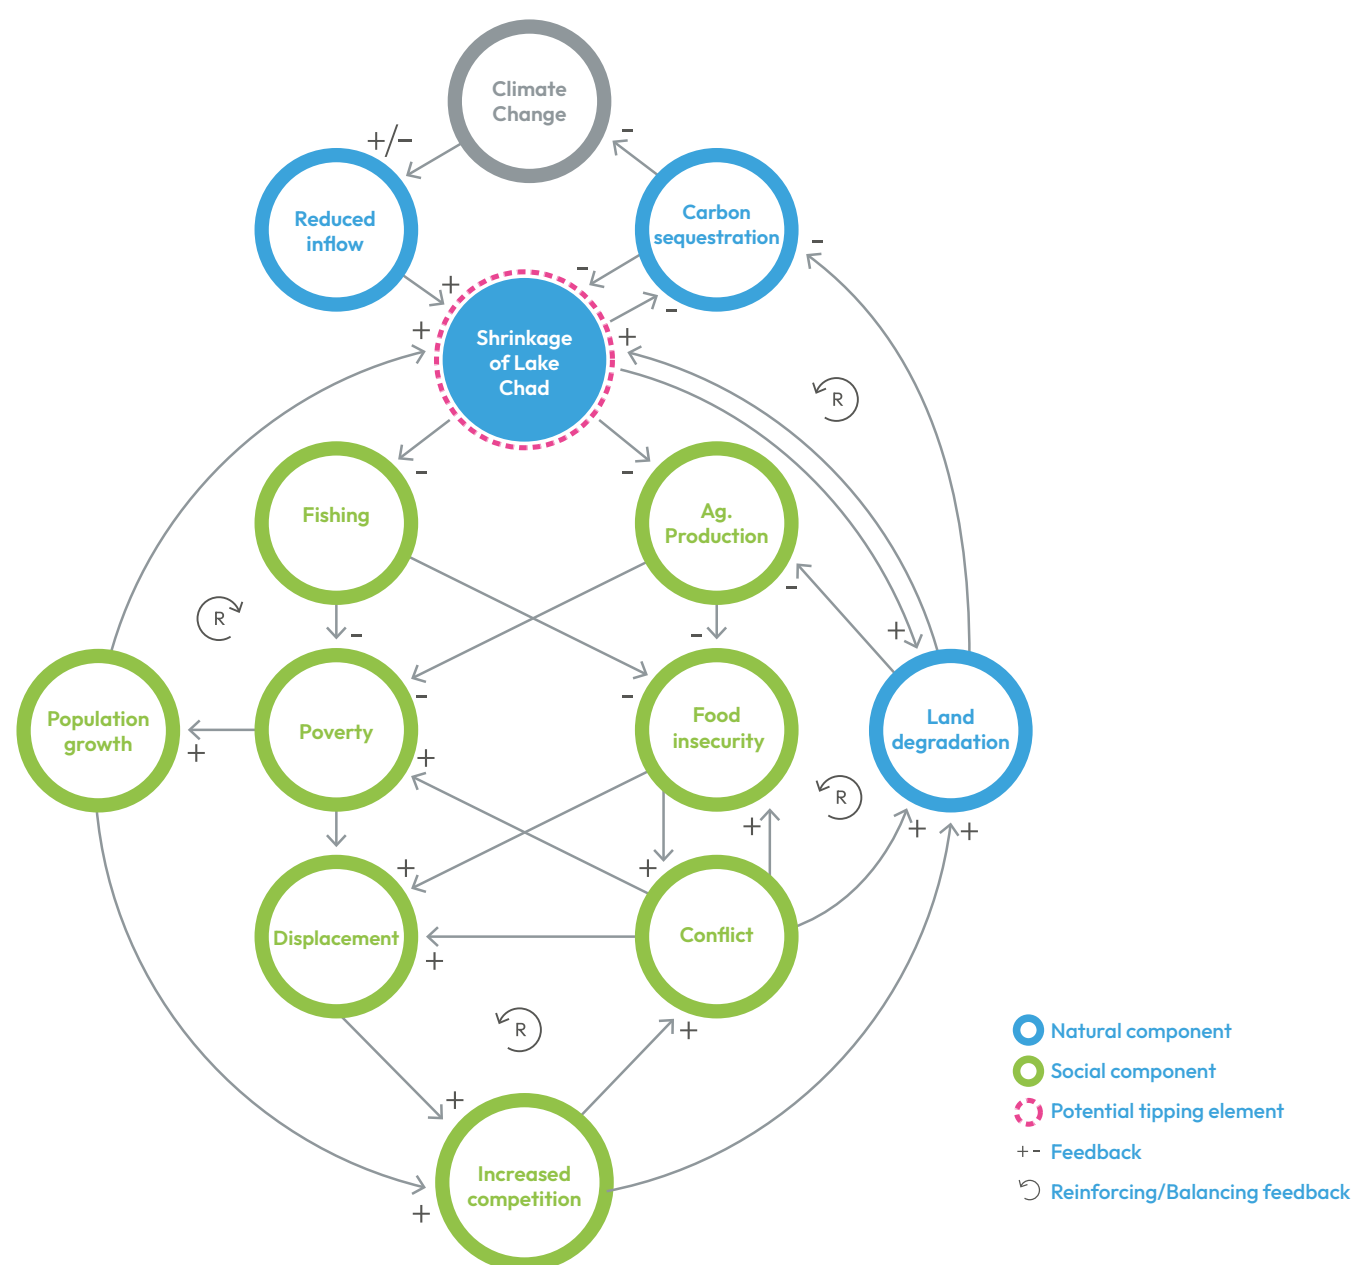 Climate
Change
+/-
-
Reduced
inflow
Carbon
sequestration
-
+
-
-
+
+
Shrinkage
of Lake
Chad
R
-
-
Fishing
Ag.
Production
-
R
+
-
-
-
-
Population
growth
Poverty
Food
insecurity
Land
degradation
+
+
R
+
+
+
+
+
Displacement
Conflict
+
R
+
+
Increased
competition
+
Natural component
Social component
Potential tipping element
+- Feedback
Reinforcing/Balancing feedback